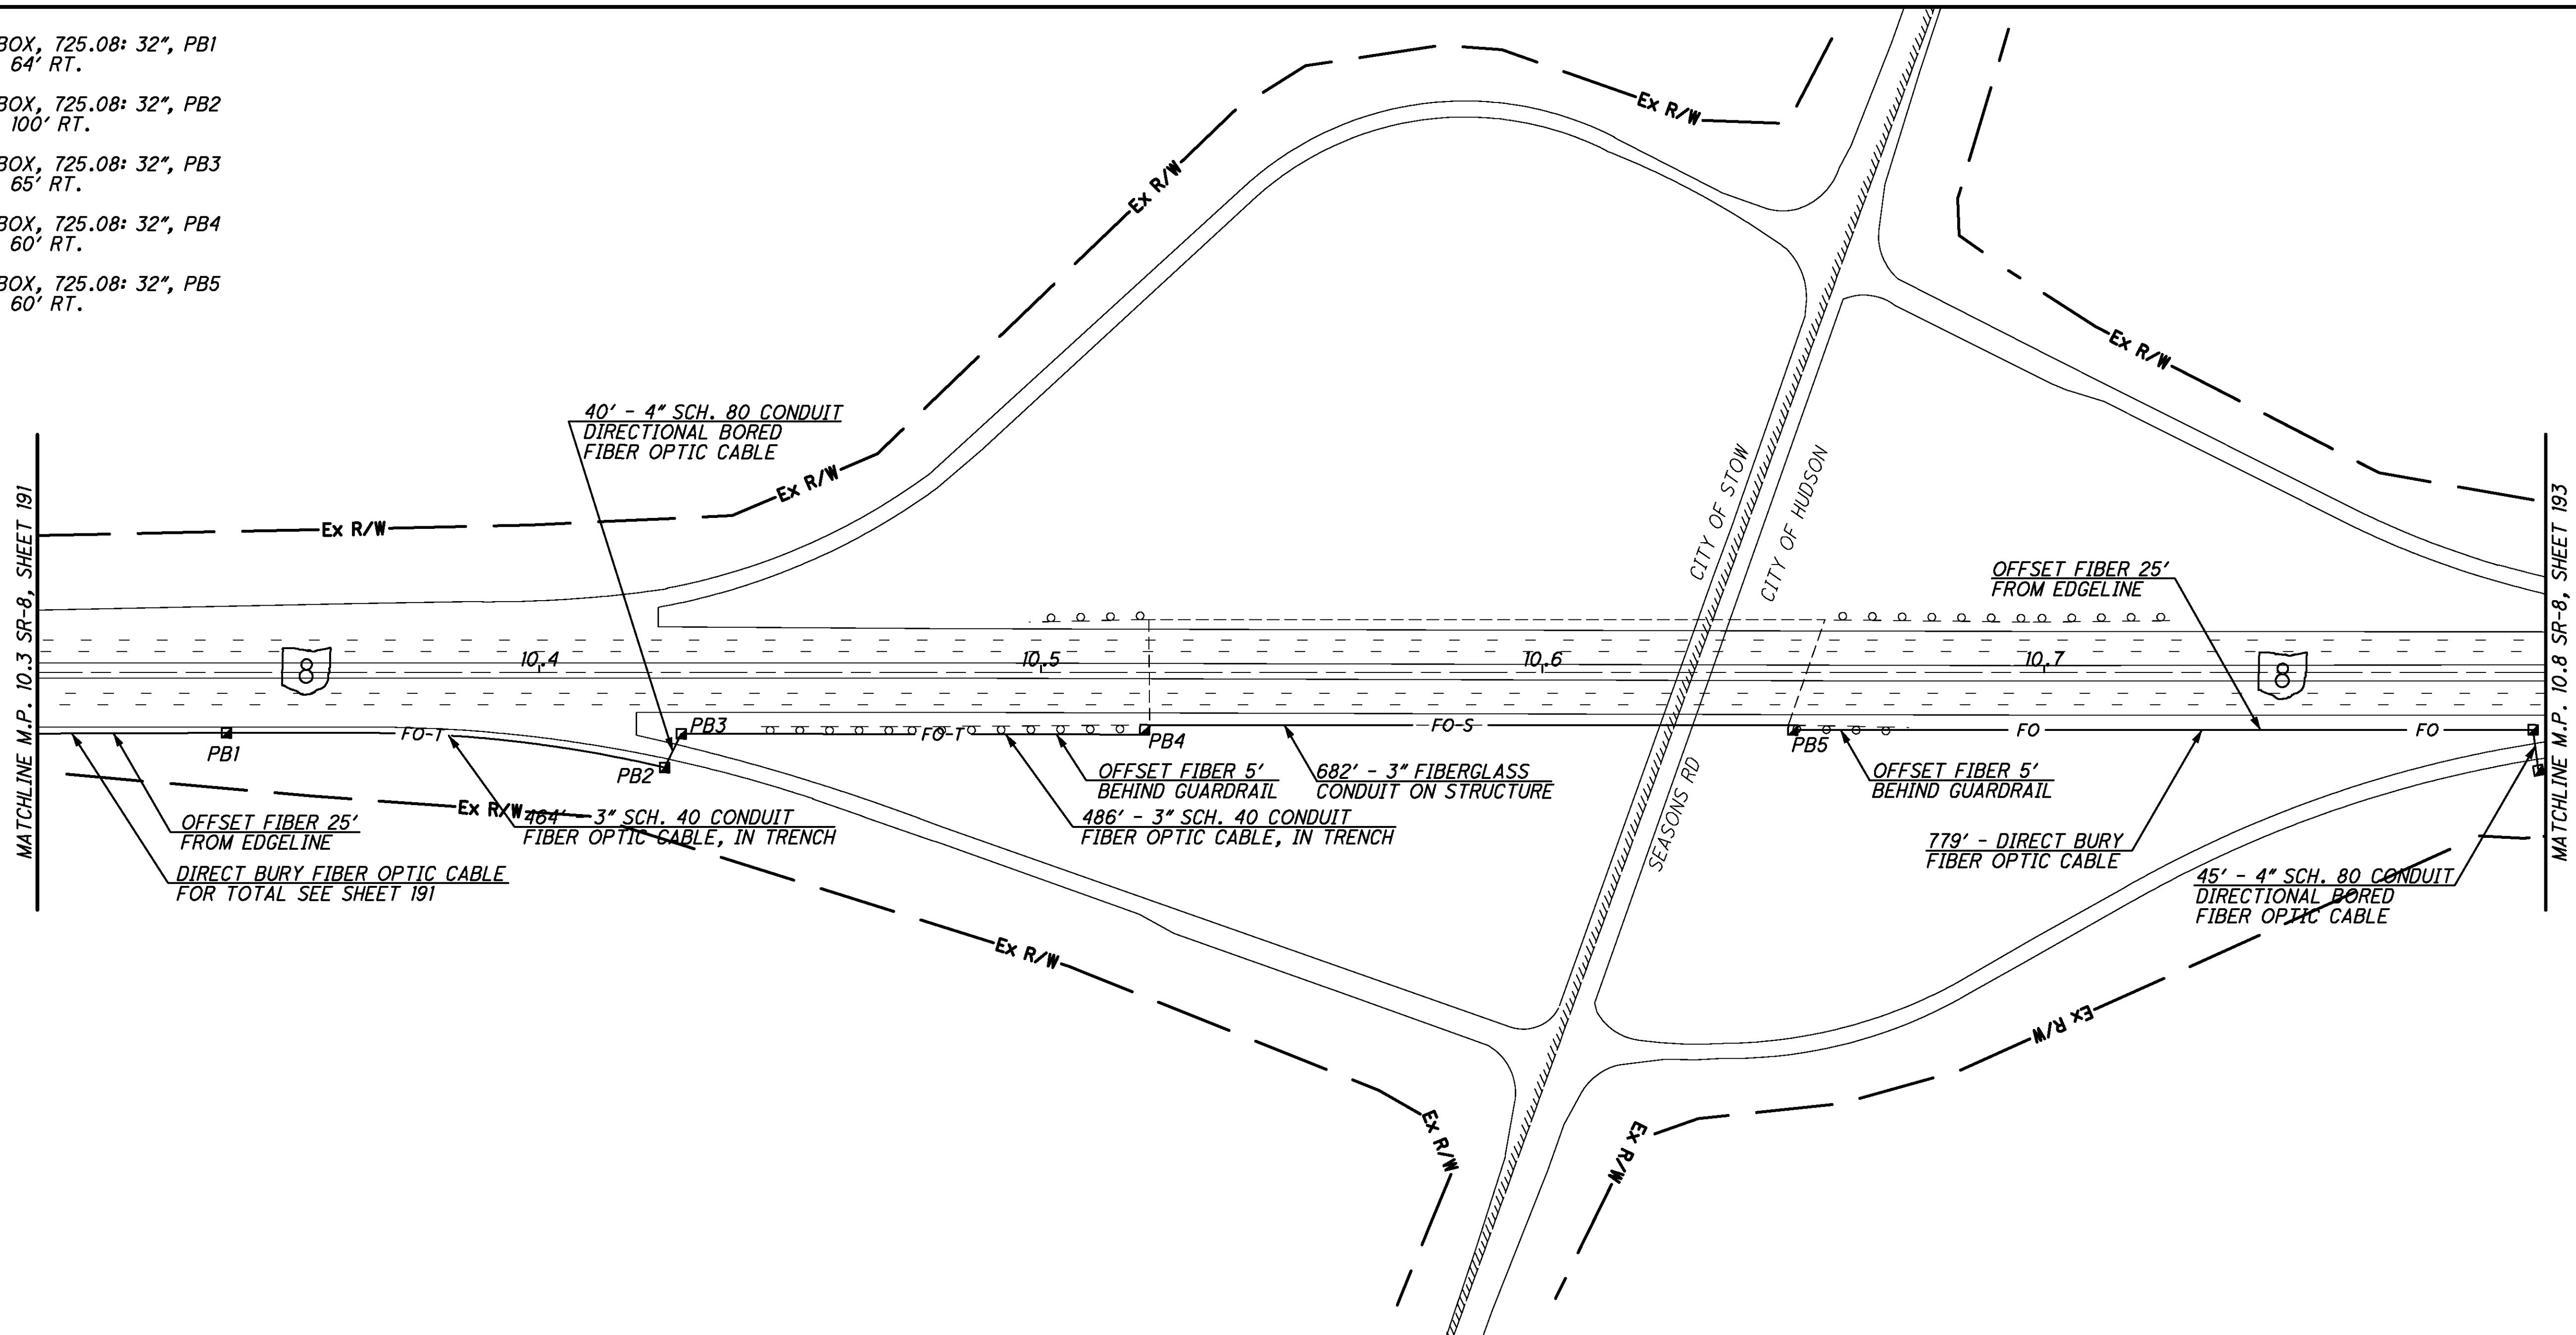 BOX, 725.08: 32", PB1
64' RT.
BOX, 725.08: 32", PB2
100' RT.
BOX, 725.08: 32", PB3
65' RT.
BOX, 725.08: 32", PB4
60' RT.
BOX, 725.08: 32", PB5
60' RT.
Ex R/W
Ex R/W
Ex R/W
Ex R/W
Ex R/W
40' - 4" SCH. 80 CONDUIT
DIRECTIONAL BORED
FIBER OPTIC CABLE
MATCHLINE M.P. 10.3 SR-8, SHEET 191
CITY OF STOW
CITY OF HUDSON
OFFSET FIBER 25'
FROM EDGELINE
MATCHLINE M.P. 10.8 SR-8, SHEET 193
8
10.4
10.5
10.6
10.7
8
PB1
FO-T
PB2
PB3
FO-T
PB4
FO-S
PB5
FO
FO
OFFSET FIBER 25'
FROM EDGELINE
DIRECT BURY FIBER OPTIC CABLE
FOR TOTAL SEE SHEET 191
Ex R/W
464' - 3" SCH. 40 CONDUIT
FIBER OPTIC CABLE, IN TRENCH
OFFSET FIBER 5'
BEHIND GUARDRAIL
486' - 3" SCH. 40 CONDUIT
FIBER OPTIC CABLE, IN TRENCH
682' - 3" FIBERGLASS
CONDUIT ON STRUCTURE
SEASONS RD
OFFSET FIBER 5'
BEHIND GUARDRAIL
779' - DIRECT BURY
FIBER OPTIC CABLE
45' - 4" SCH. 80 CONDUIT
DIRECTIONAL BORED
FIBER OPTIC CABLE
Ex R/W
Ex R/W
Ex R/W
Ex R/W